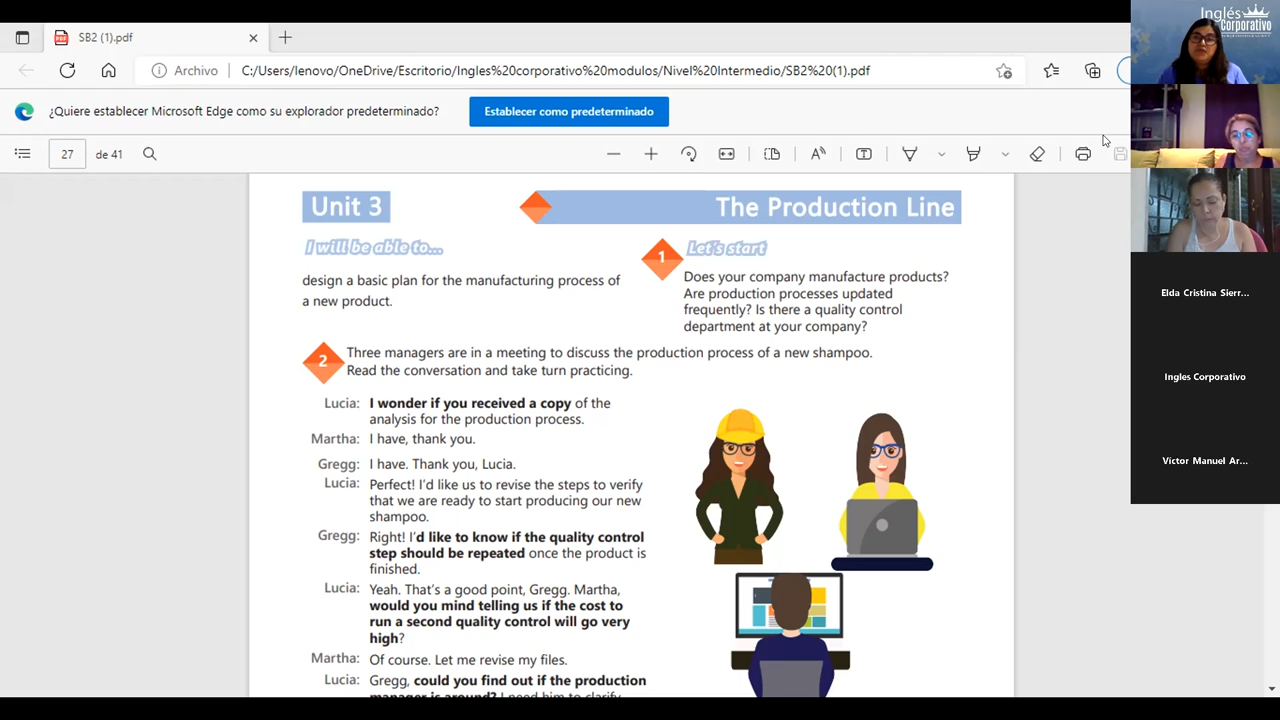 SB2 (1).pdf
Archivo
C:/Users/lenovo/OneDrive/Escritorio/Ingles%20corporativo%20modulos/Nivel%20Intermedio/SB2%20(1).pdf
¿Quiere establecer Microsoft Edge como su explorador predeterminado?
Establecer como predeterminado
27
de 41
Unit 3
The Production Line
I will be able to...
design a basic plan for the manufacturing process of
a new product.
1
Let's start
Does your company manufacture products?
Are production processes updated
frequently? Is there a quality control
department at your company?
2
Three managers are in a meeting to discuss the production process of a new shampoo.
Read the conversation and take turn practicing.
Lucia: I wonder if you received a copy of the
analysis for the production process.
Martha: I have, thank you.
Gregg: I have. Thank you, Lucia.
Lucia: Perfect! I'd like us to revise the steps to verify
that we are ready to start producing our new
shampoo.
Gregg: Right! I'd like to know if the quality control
step should be repeated once the product is
finished.
Lucia: Yeah. That's a good point, Gregg. Martha,
would you mind telling us if the cost to
run a second quality control will go very
high?
Martha: Of course. Let me revise my files.
Lucia: Gregg, could you find out if the production
manager is around? I need him to clarify
Inglés
Corporativo
Elda Cristina Sierr...
Ingles Corporativo
Víctor Manuel Ar...